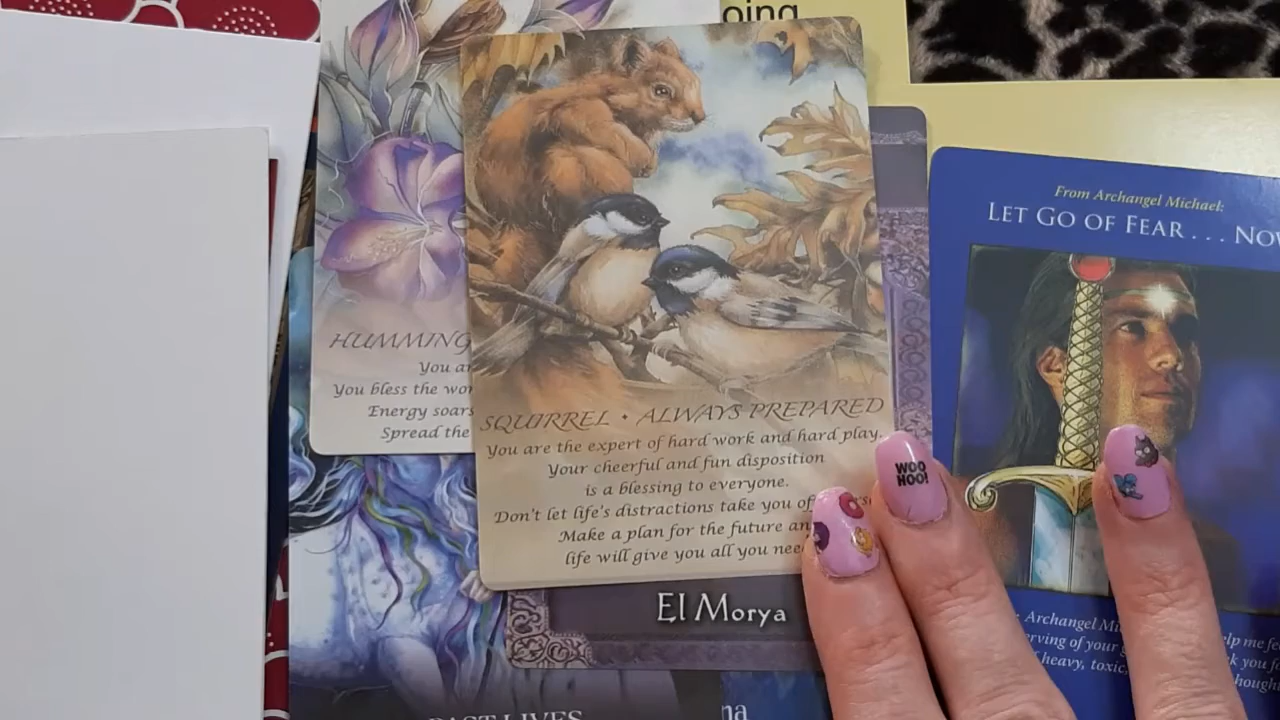 oing
HUMMING
You ar
You bless the wor
Energy soars
Spread the
SQUIRREL • ALWAYS PREPARED
You are the expert of hard work and hard play.
Your cheerful and fun disposition
is a blessing to everyone.
Don't let life's distractions take you of
Make a plan for the future an
life will give you all you nee
El Morya
PAST LIVES
na
From Archangel Michael:
LET GO OF FEAR . . . NOW
WOO
HOO!
Archangel Mi elp me fe
erving of your g k you fo
f heavy, toxic, hough